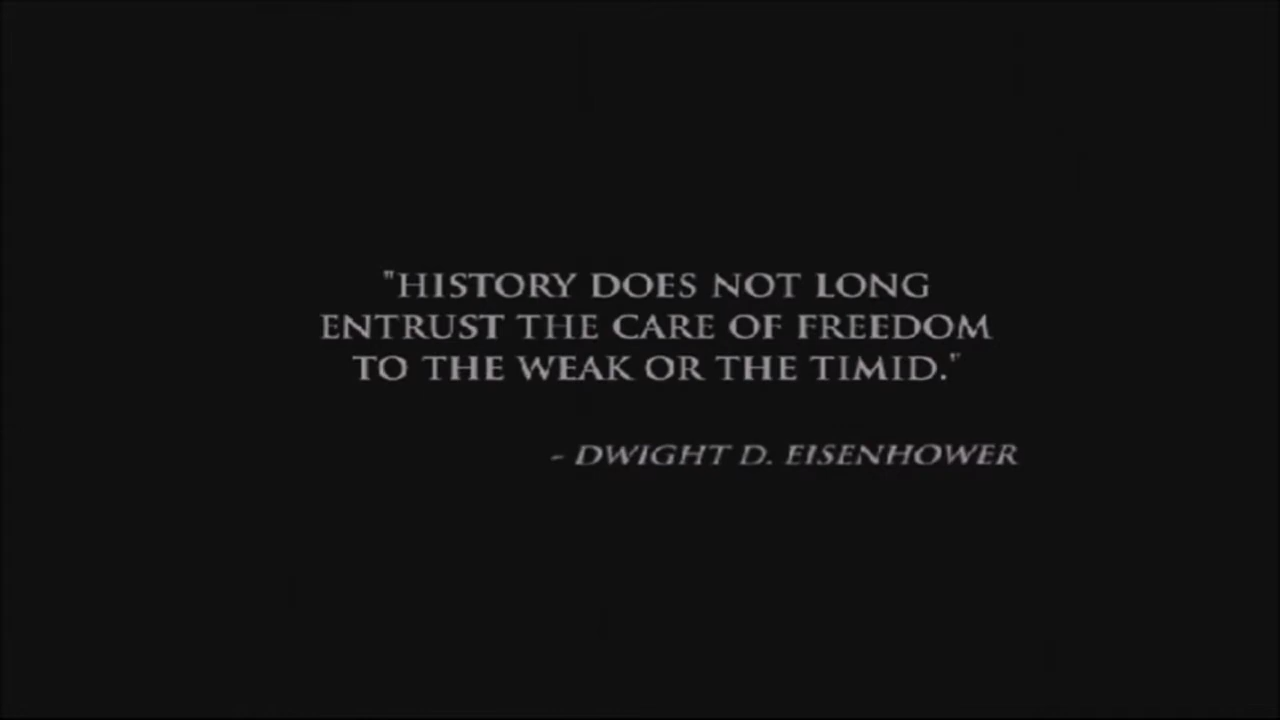 "HISTORY DOES NOT LONG
ENTRUST THE CARE OF FREEDOM
TO THE WEAK OR THE TIMID."
- DWIGHT D. EISENHOWER